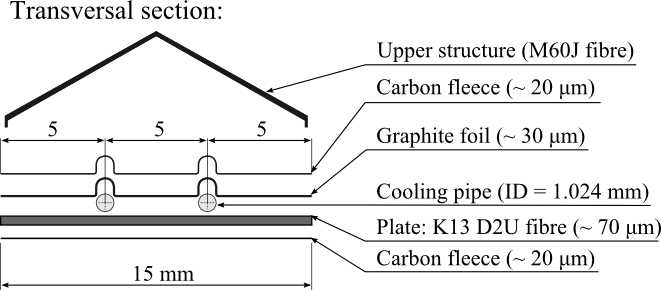 Transversal section:
Upper structure (M60J fibre)
Carbon fleece (~ 20 μm)
5 5 5
Graphite foil (~ 30 μm)
Cooling pipe (ID = 1.024 mm)
Plate: K13 D2U fibre (~ 70 μm)
Carbon fleece (~ 20 μm)
15 mm